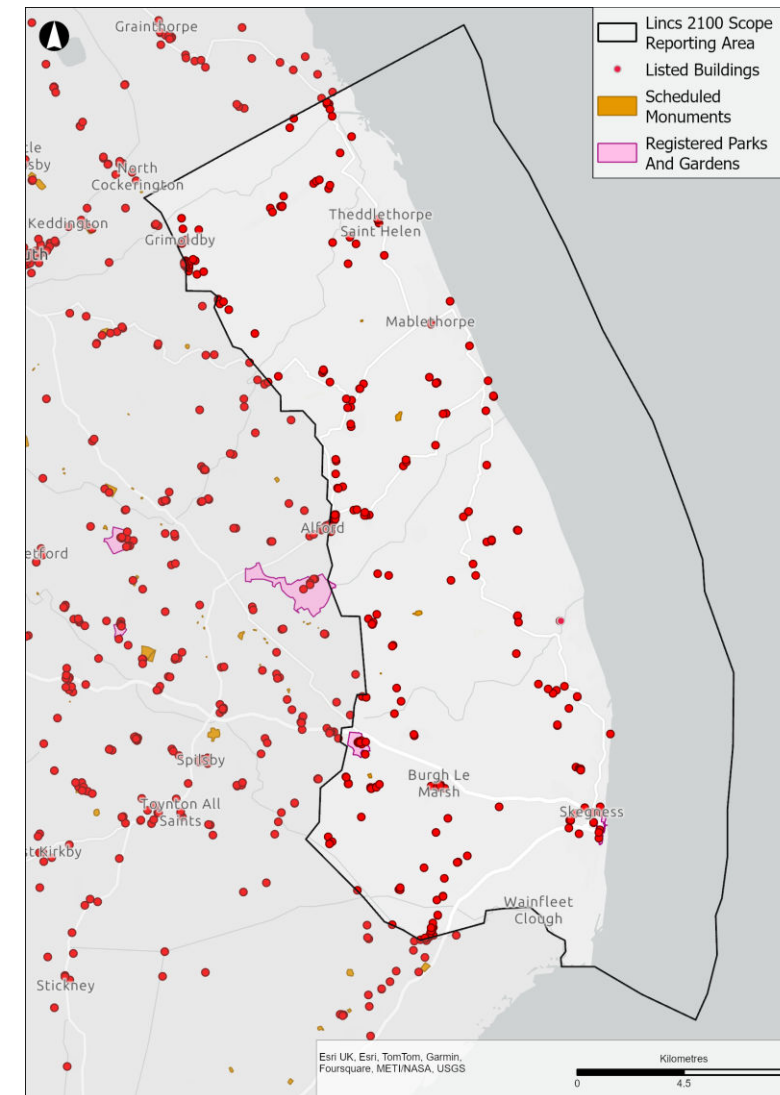 Grainthorpe
Lincs 2100 Scope
Reporting Area
Listed Buildings
Scheduled
Monuments
Registered Parks
And Gardens
North
Cockerington
Keddington
Grimoldby
Theddlethorpe
Saint Helen
Mablethorpe
Alford
Spilsby
Burgh Le
Marsh
Toynton All
Saints
Skegness
Kirkby
Wainfleet
Clough
Stickney
Esri UK, Esri, TomTom, Garmin,
Foursquare, METI/NASA, USGS
Kilometres
0 4.5